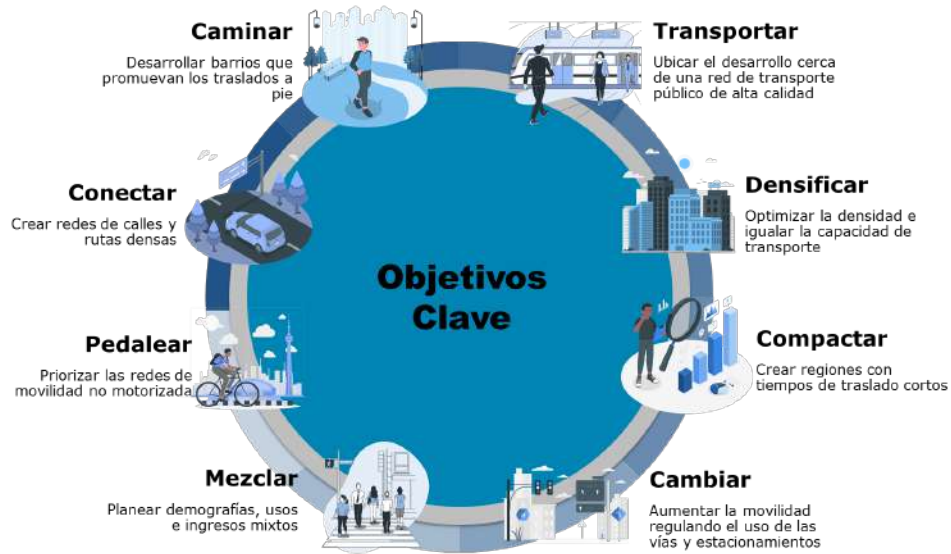 Caminar
Desarrollar barrios que
promuevan los traslados a
pie
Transportar
Ubicar el desarrollo cerca
de una red de transporte
público de alta calidad
Conectar
Crear redes de calles y
rutas densas
Densificar
Optimizar la densidad e
igualar la capacidad de
transporte
Objetivos
Clave
Pedalear
Priorizar las redes de
movilidad no motorizada
Compactar
Crear regiones con
tiempos de traslado cortos
Mezclar
Planear demografías, usos
e ingresos mixtos
Cambiar
Aumentar la movilidad
regulando el uso de las
vías y estacionamientos